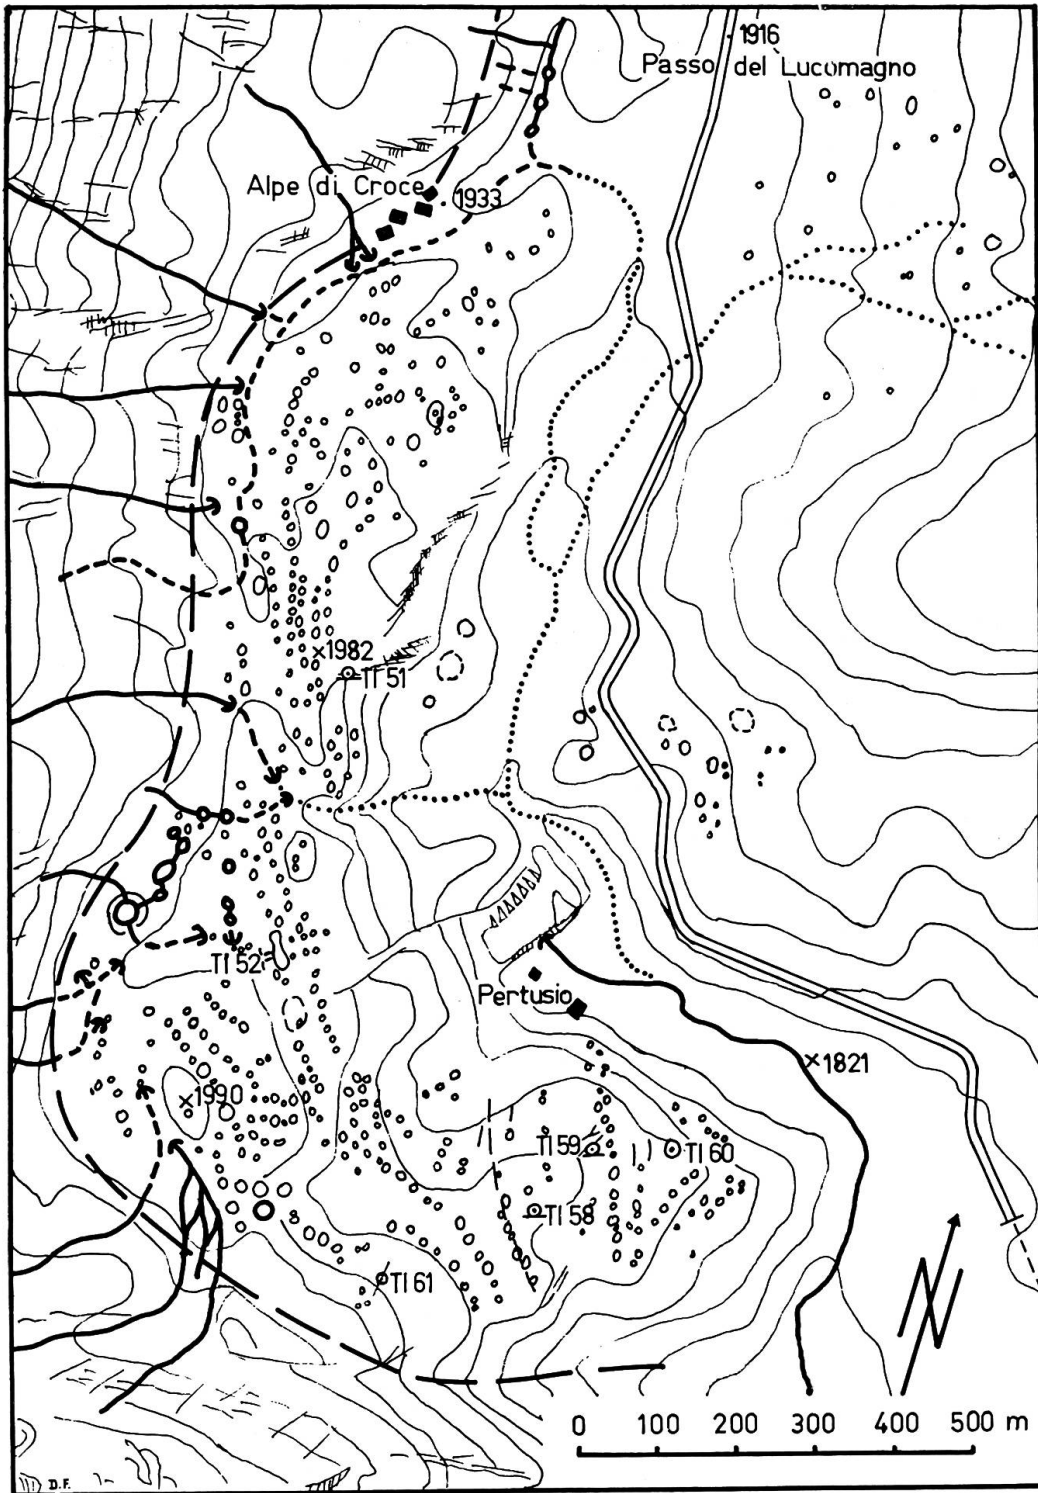 1916
Passo del Lucomagno
Alpe di Croce
1933
1982
TI 51
TI 52
Pertusio
1821
1990
TI 59
TI 60
TI 58
TI 61
N
0 100 200 300 400 500 m
D.F.